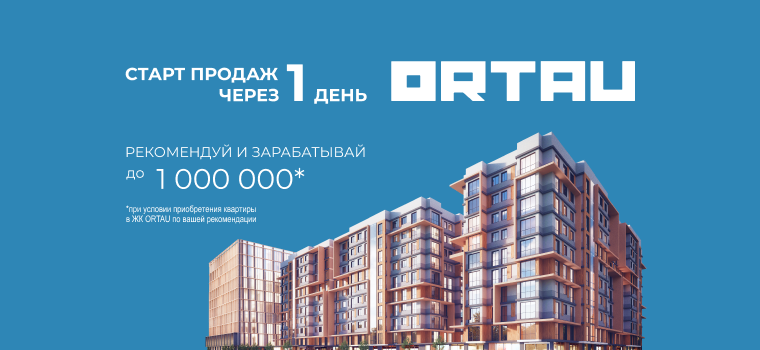 СТАРТ ПРОДАЖ
ЧЕРЕЗ 1 ДЕНЬ
ORTAU
РЕКОМЕНДУЙ И ЗАРАБАТЫВАЙ
до 1 000 000*
*при условии приобретения квартиры
в ЖК ORTAU по вашей рекомендации